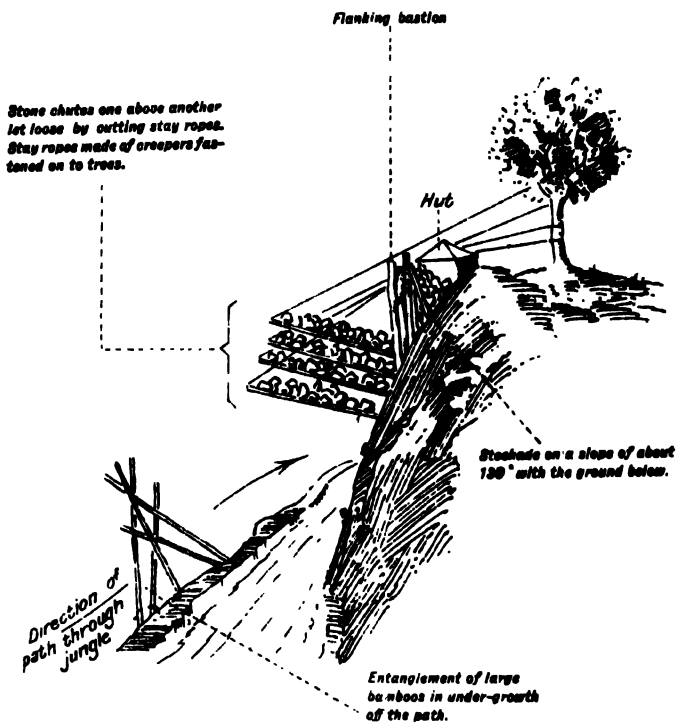 Flanking bastion
Stone chutes one above another
let loose by cutting stay ropes.
Stay ropes made of creepers fas-
tened on to trees.
Hut
Stockade on a slope of about
130° with the ground below.
Direction of
path through
jungle
Entanglement of large
bamboos in under-growth
off the path.